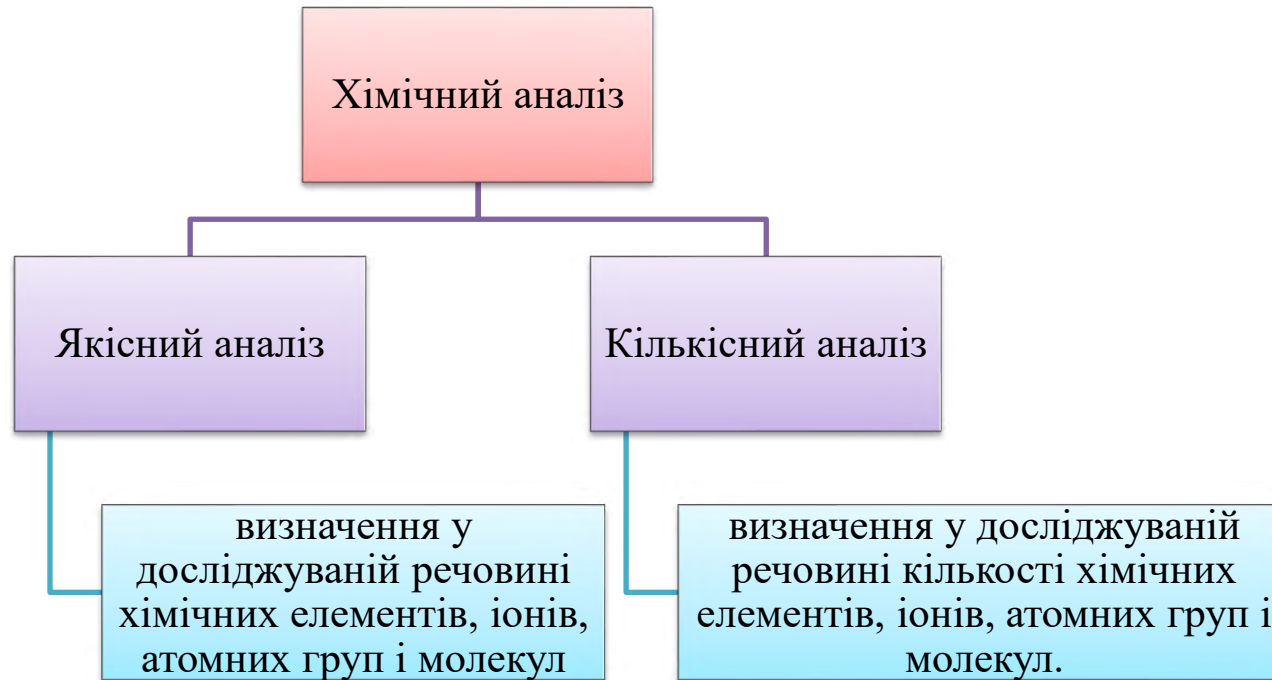 Хімічний аналіз
Якісний аналіз
Кількісний аналіз
визначення у
досліджуваній речовині
хімічних елементів, іонів,
атомних груп і молекул
визначення у досліджуваній
речовині кількості хімічних
елементів, іонів, атомних груп і
молекул.